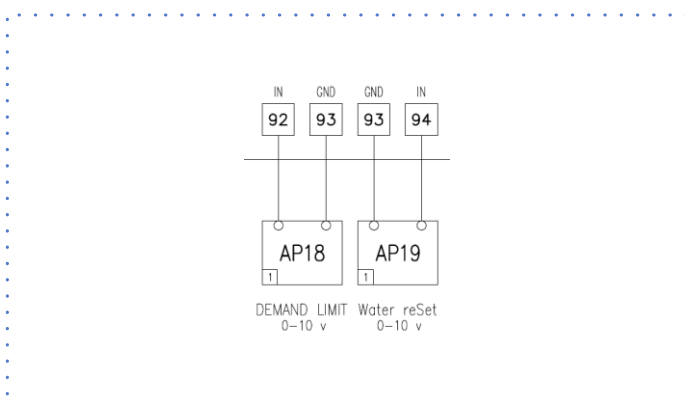 IN GND GND IN
92 93 93 94
AP18 AP19
1 1
DEMAND LIMIT Water reSet
0-10 v 0-10 v